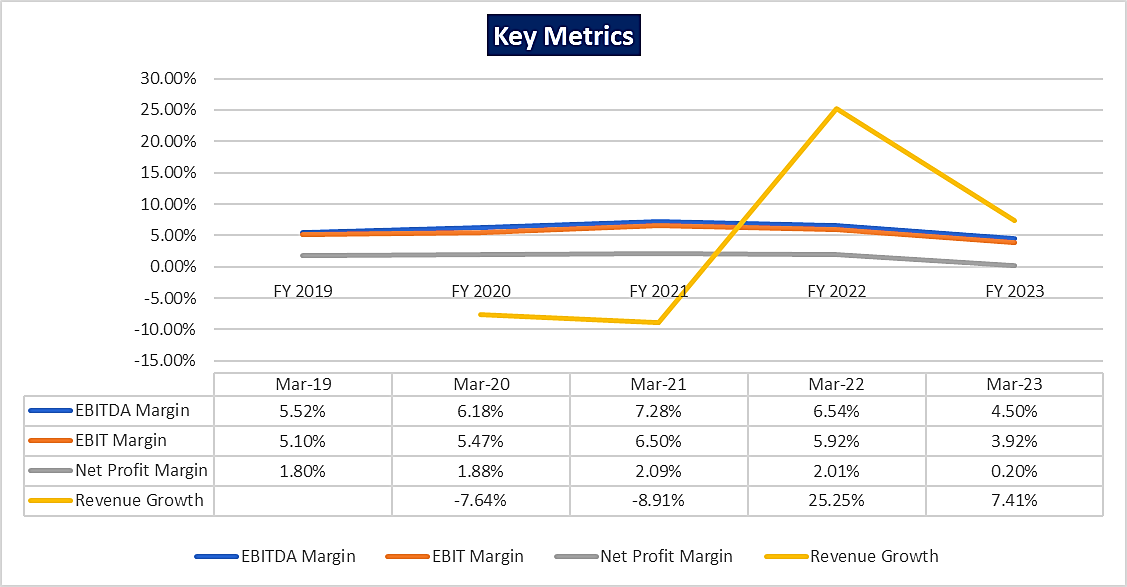 Key Metrics
30.00%
25.00%
20.00%
15.00%
10.00%
5.00%
0.00%
-5.00%
-10.00%
-15.00%
FY 2019 FY 2020 FY 2021 FY 2022 FY 2023
Mar-19 Mar-20 Mar-21 Mar-22 Mar-23
EBITDA Margin 5.52% 6.18% 7.28% 6.54% 4.50%
EBIT Margin 5.10% 5.47% 6.50% 5.92% 3.92%
Net Profit Margin 1.80% 1.88% 2.09% 2.01% 0.20%
Revenue Growth -7.64% -8.91% 25.25% 7.41%
EBITDA Margin EBIT Margin Net Profit Margin Revenue Growth